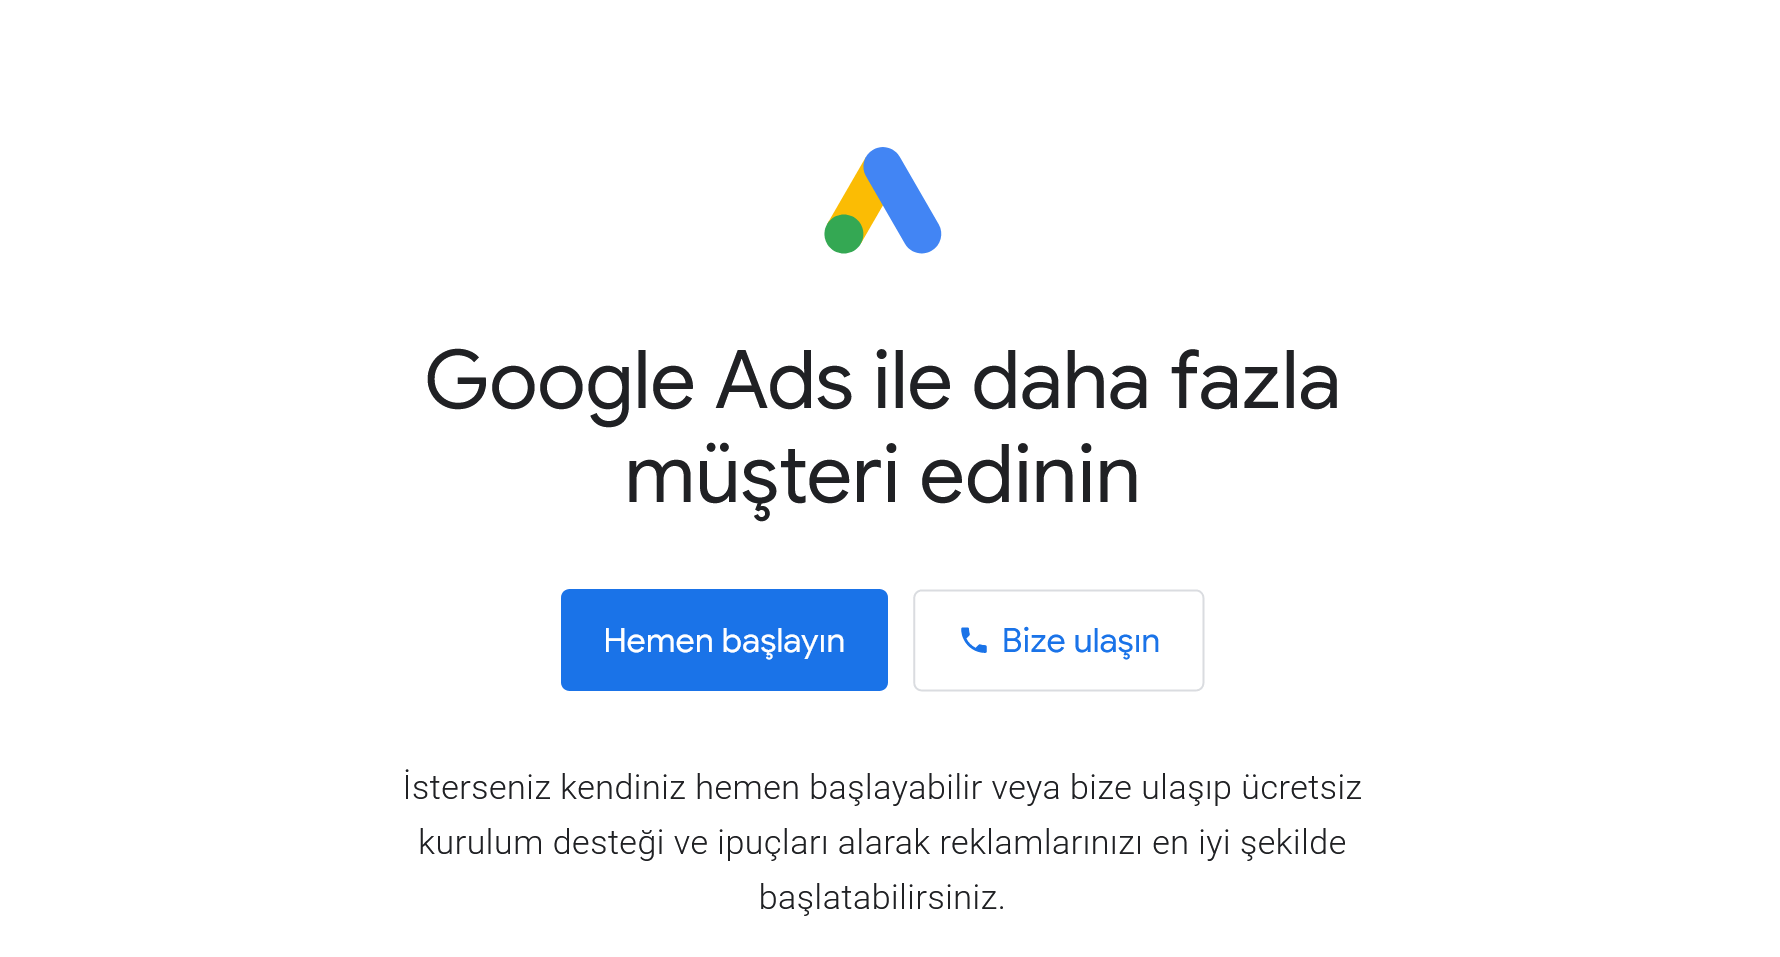 Google Ads ile daha fazla
müşteri edinin
Hemen başlayın
Bize ulaşın
İsterseniz kendiniz hemen başlayabilir veya bize ulaşıp ücretsiz
kurulum desteği ve ipuçları alarak reklamlarınızı en iyi şekilde
başlatabilirsiniz.